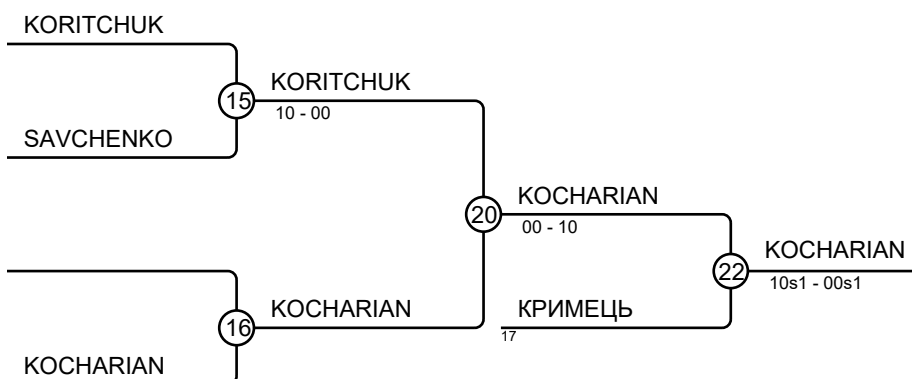 KORITCHUK
15
KORITCHUK
10 - 00
SAVCHENKO
20
KOCHARIAN
00 - 10
22
KOCHARIAN
10s1 - 00s1
16
KOCHARIAN
КРИМЕЦЬ
17
KOCHARIAN